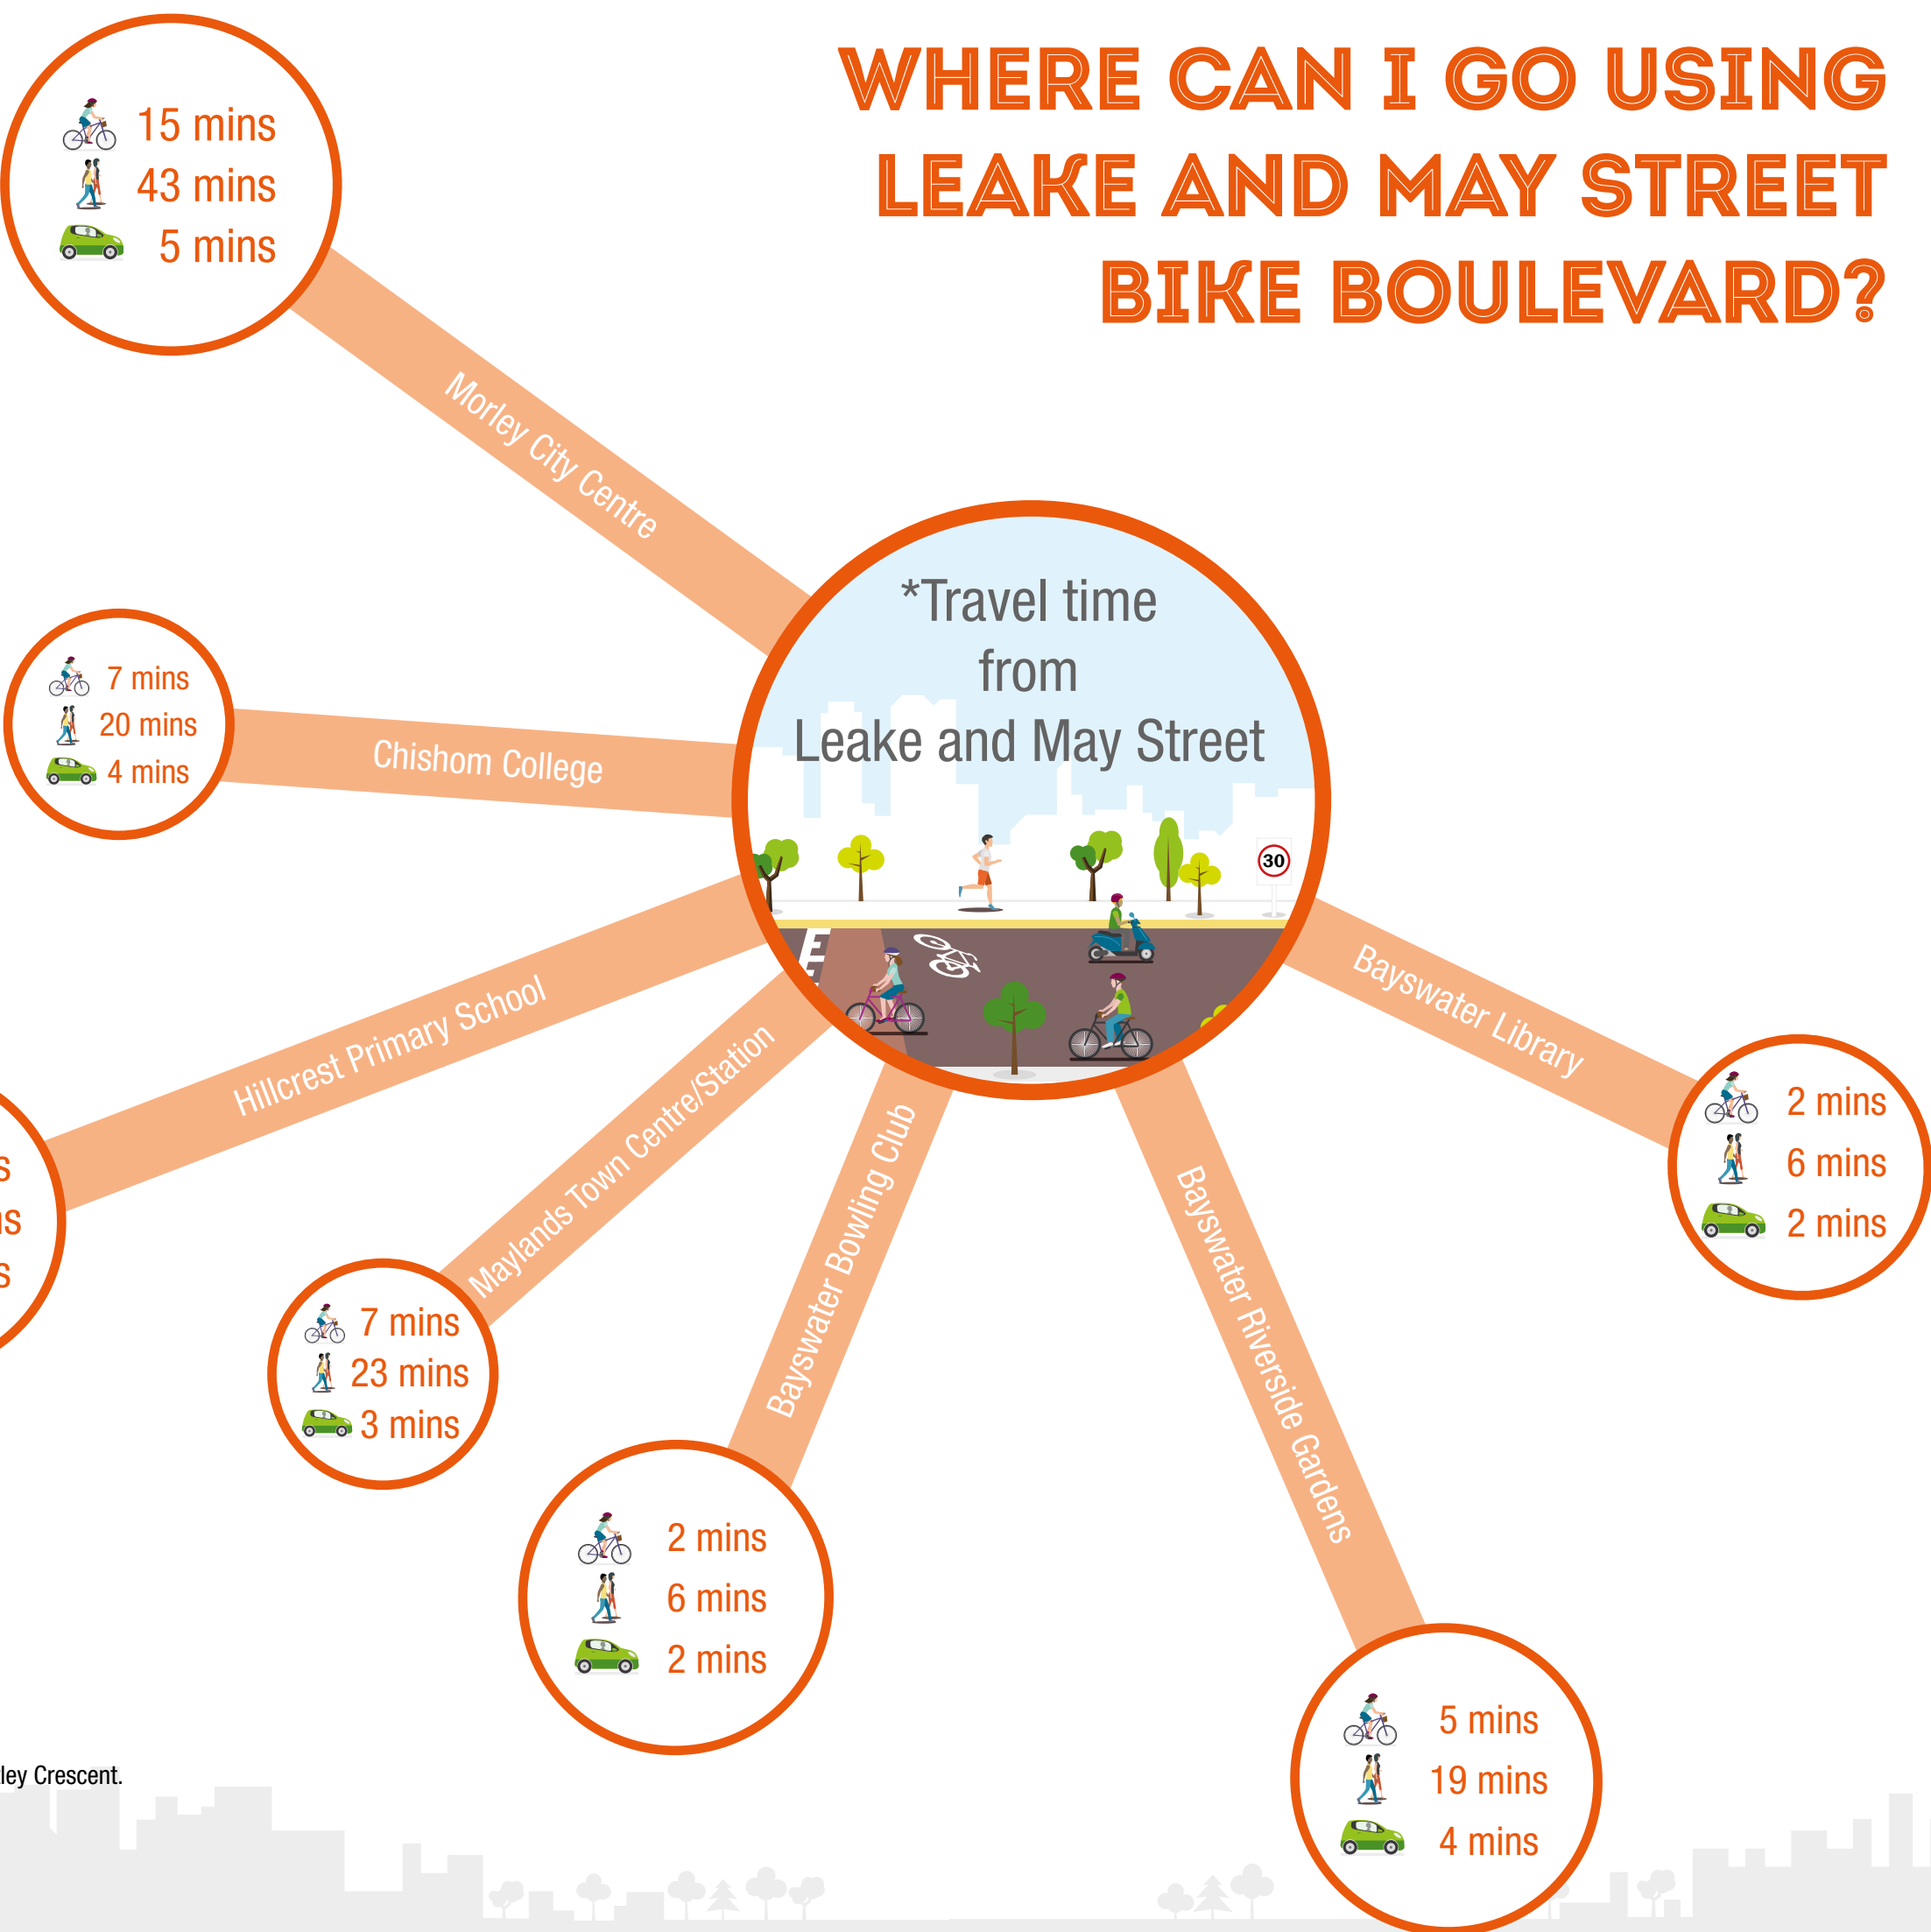 WHERE CAN I GO USING
LEAKE AND MAY STREET
BIKE BOULEVARD?
15 mins
43 mins
5 mins
Morley City Centre
*Travel time
from
Leake and May Street
30
7 mins
20 mins
4 mins
Chishom College
Hillcrest Primary School
Maylands Town Centre/Station
7 mins
23 mins
3 mins
Bayswater Bowling Club
2 mins
6 mins
2 mins
Bayswater Riverside Gardens
5 mins
19 mins
4 mins
Bayswater Library
2 mins
6 mins
2 mins
Crescent.